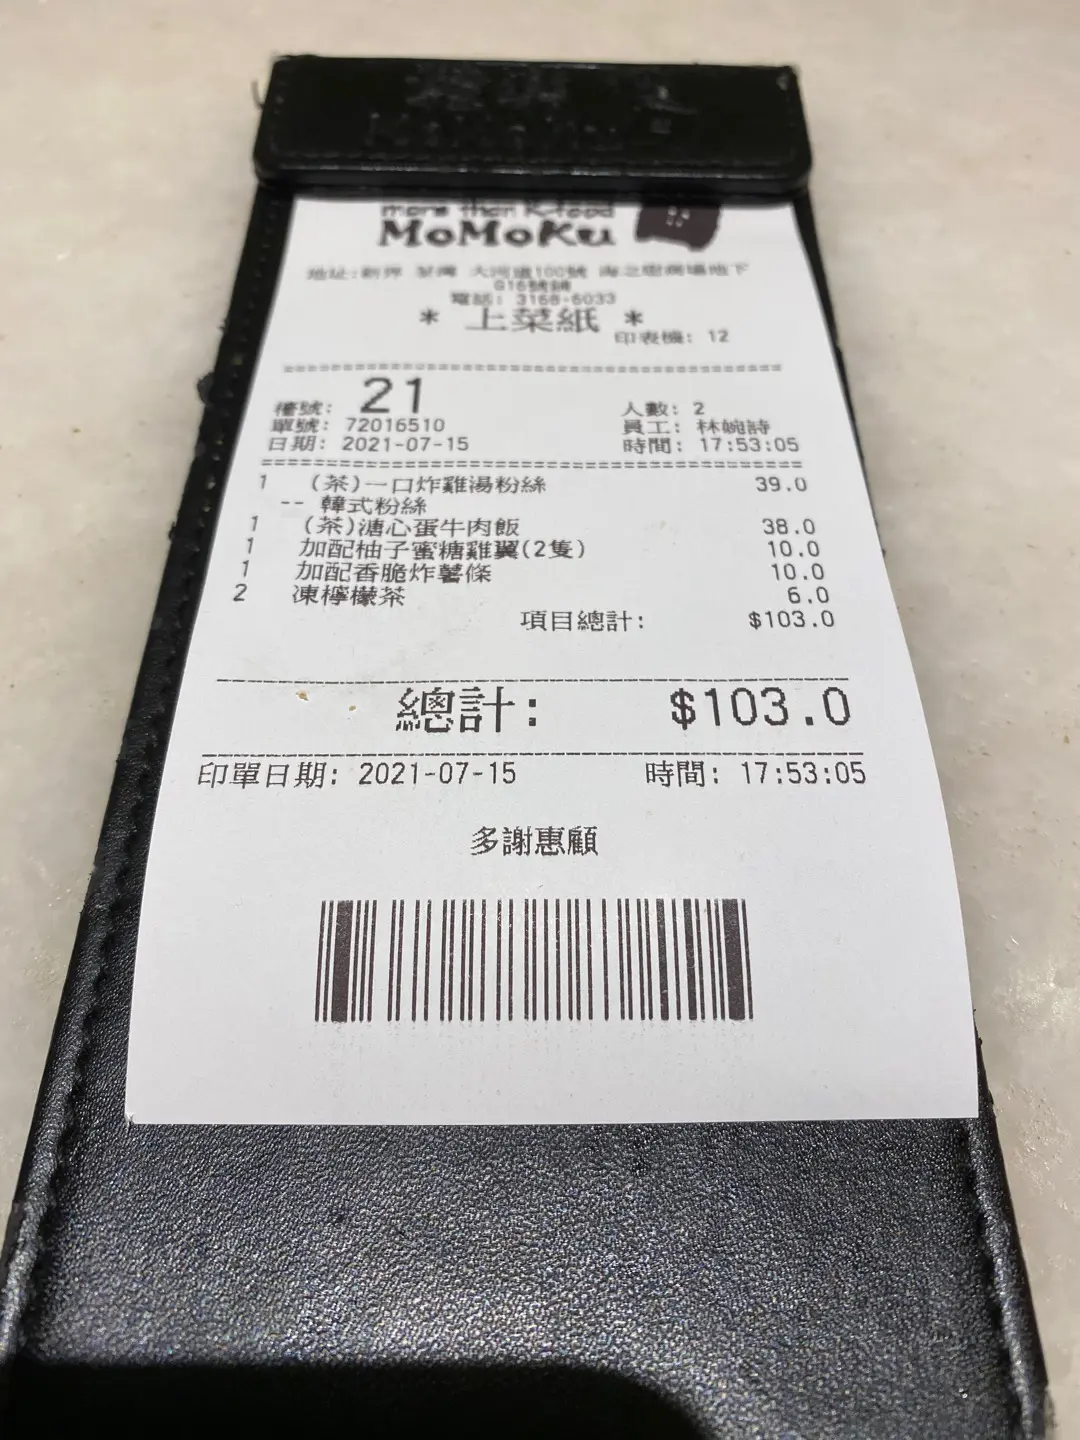 more than K-food
MoMoKu
地址:新界 荃灣 大河道100號 海之戀商場地下
G16號舖
電話: 3168-6033
* 上菜紙 *
印表機: 12
檯號: 21 人數: 2
單號: 72016510 員工: 林婉詩
日期: 2021-07-15 時間: 17:53:05
1 (茶)一口炸雞湯粉絲 39.0
-- 韓式粉絲
1 (茶)溏心蛋牛肉飯 38.0
1 加配柚子蜜糖雞翼(2隻) 10.0
1 加配香脆炸薯條 10.0
2 凍檸檬茶 6.0
項目總計: $103.0
總計: $103.0
印單日期: 2021-07-15 時間: 17:53:05
多謝惠顧